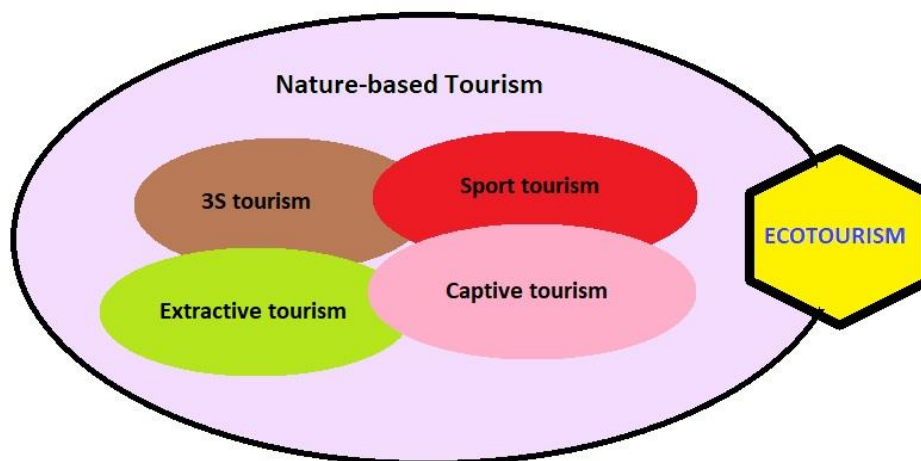 Nature-based Tourism
3S tourism
Sport tourism
ECOTOURISM
Extractive tourism
Captive tourism